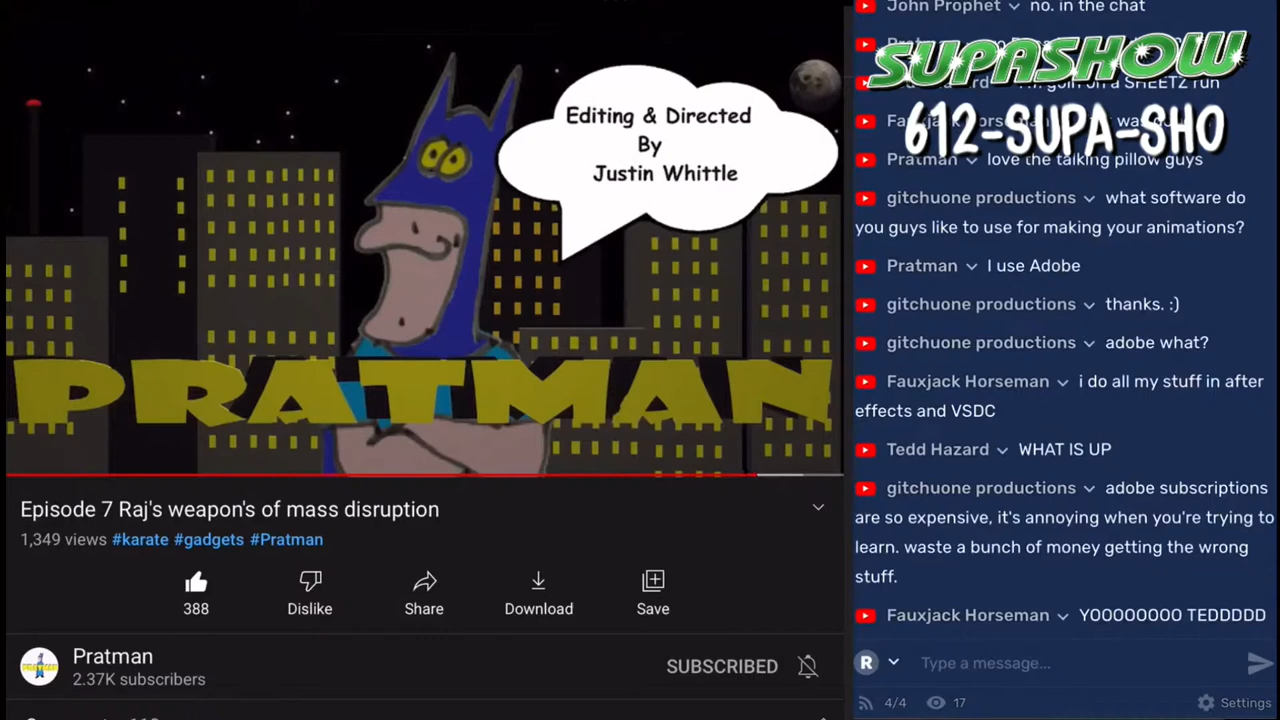 Editing & Directed
By
Justin Whittle
PRATMAN
Episode 7 Raj's weapon's of mass disruption
1,349 views #karate #gadgets #Pratman
388
Dislike
Share
Download
Save
Pratman
2.37K subscribers
SUBSCRIBED
John Prophet no. in the chat
SUPASHOW
goin on a SHEETZ run
612-SUPA-SHO
Pratman love the talking pillow guys
gitchuone productions what software do
you guys like to use for making your animations?
Pratman I use Adobe
gitchuone productions thanks. :)
gitchuone productions adobe what?
Fauxjack Horseman i do all my stuff in after
effects and VSDC
Tedd Hazard WHAT IS UP
gitchuone productions adobe subscriptions
are so expensive, it's annoying when you're trying to
learn. waste a bunch of money getting the wrong
stuff.
Fauxjack Horseman YOOOOOOOO TEDDDDD
R Type a message...
4/4 17 Settings